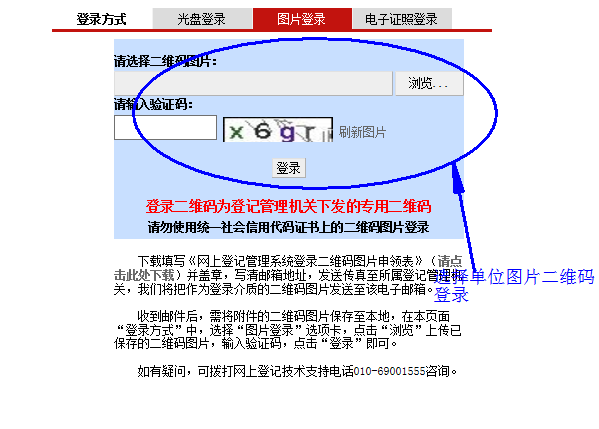 登录方式 光盘登录 图片登录 电子证照登录
请选择二维码图片：
浏览...
请输入验证码：
x6gr 刷新图片
登录
登录二维码为登记管理机关下发的专用二维码
请勿使用统一社会信用代码证书上的二维码图片登录
下载填写《网上登记管理系统登录二维码图片申领表》（请点
击此处下载）并盖章，写清邮箱地址，发送传真至所属登记管理机
关，我们将把作为登录介质的二维码图片发送至该电子邮箱。
选择单位图片二维码
登录
收到邮件后，需将附件的二维码图片保存至本地，在本页面
“登录方式”中，选择“图片登录”选项卡，点击“浏览”上传已
保存的二维码图片，输入验证码，点击“登录”即可。
如有疑问，可拨打网上登记技术支持电话010-69001555咨询。